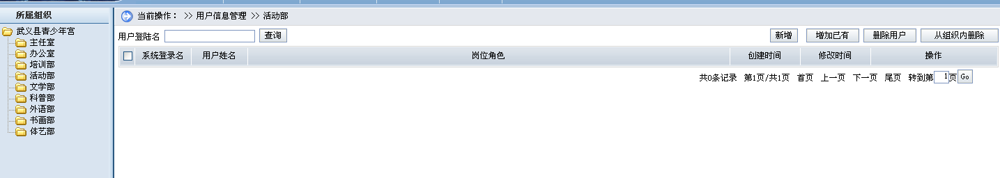 所属组织
武义县青少年宫
主任室
办公室
培训部
活动部
文学部
科普部
外语部
书画部
体艺部
当前操作： >> 用户信息管理 >> 活动部
用户登陆名 查询 新增 增加已有 删除用户 从组织内删除
系统登录名 用户姓名 岗位角色 创建时间 修改时间 操作
共0条记录 第1页/共1页 首页 上一页 下一页 尾页 转到第 1 页 Go